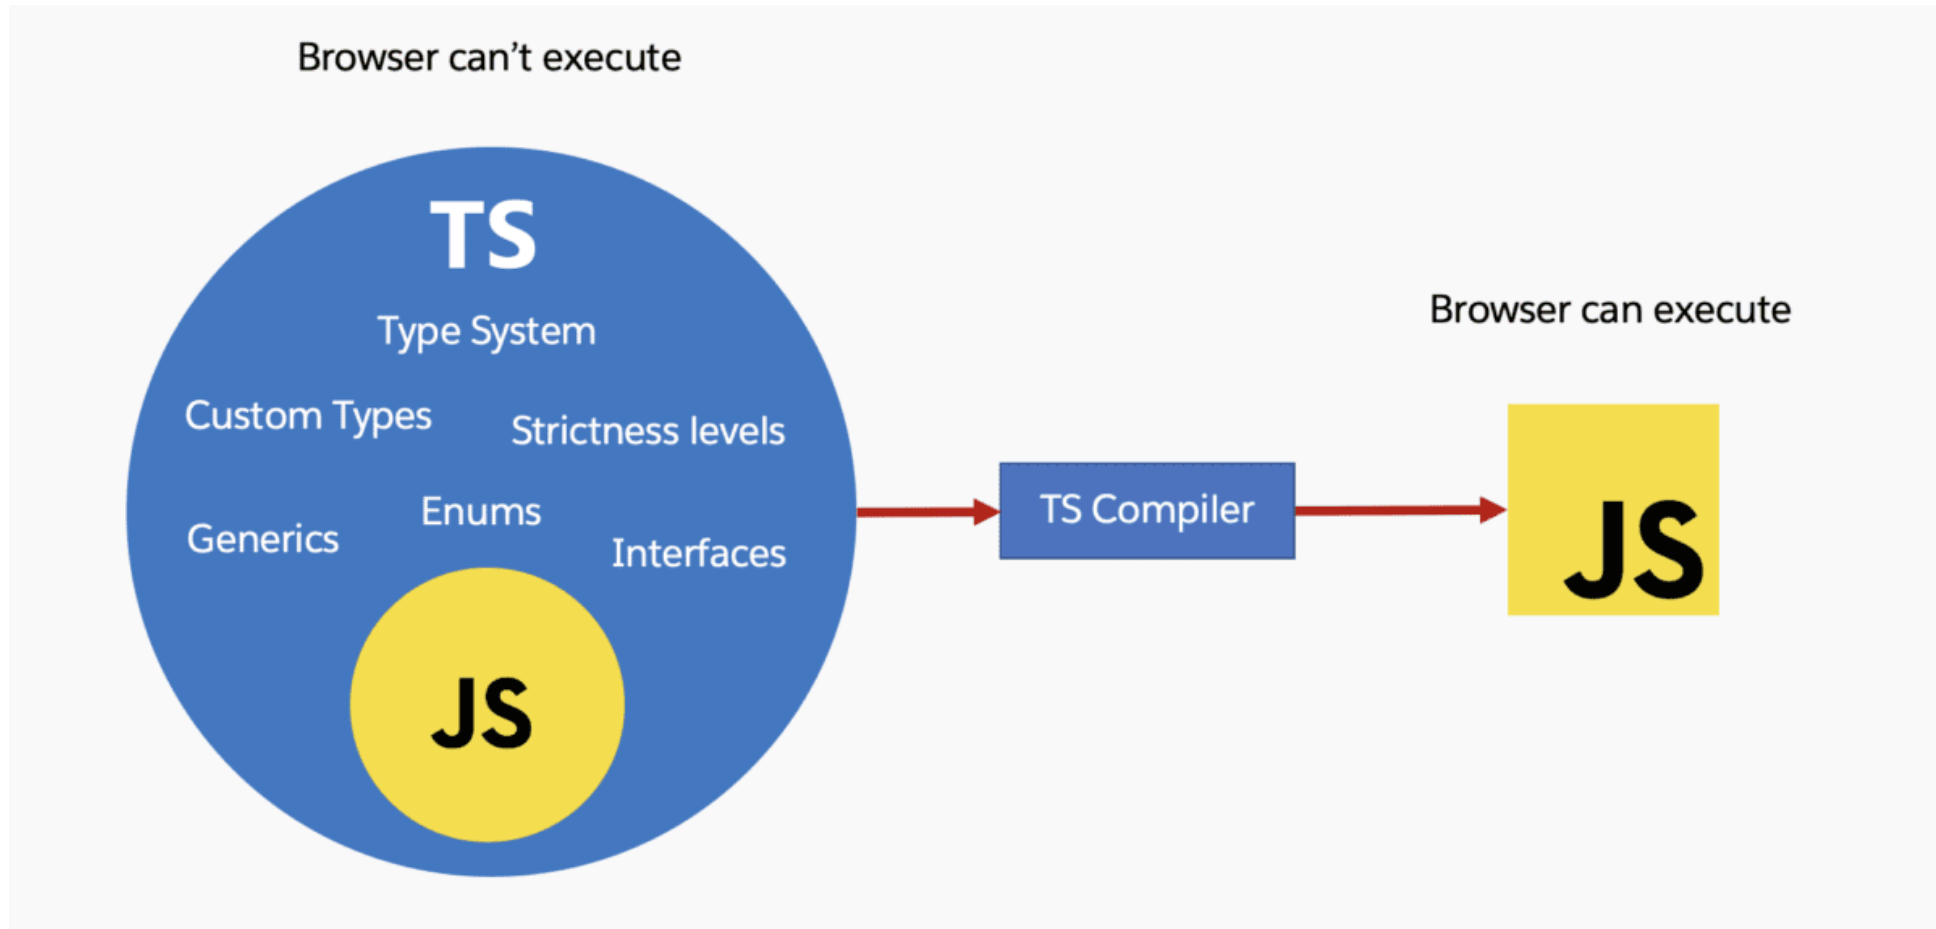 Browser can’t execute
TS
Type System
Custom Types
Strictness levels
Enums
Generics
Interfaces
JS
TS Compiler
Browser can execute
JS